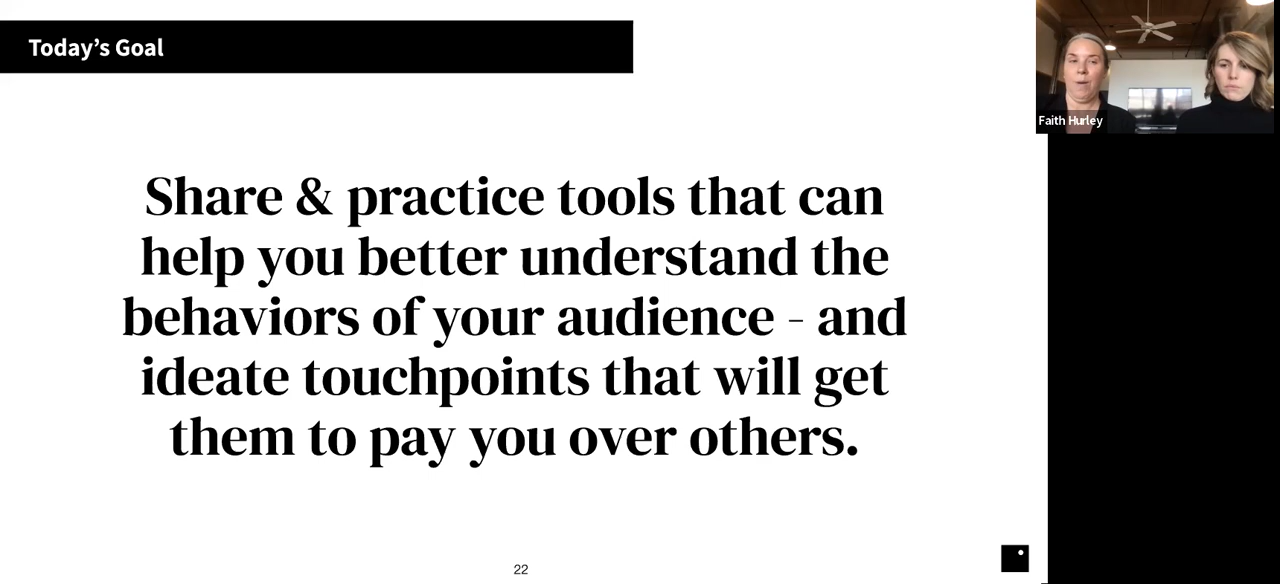 Today’s Goal
Faith Hurley
Share & practice tools that can
help you better understand the
behaviors of your audience - and
ideate touchpoints that will get
them to pay you over others.
22